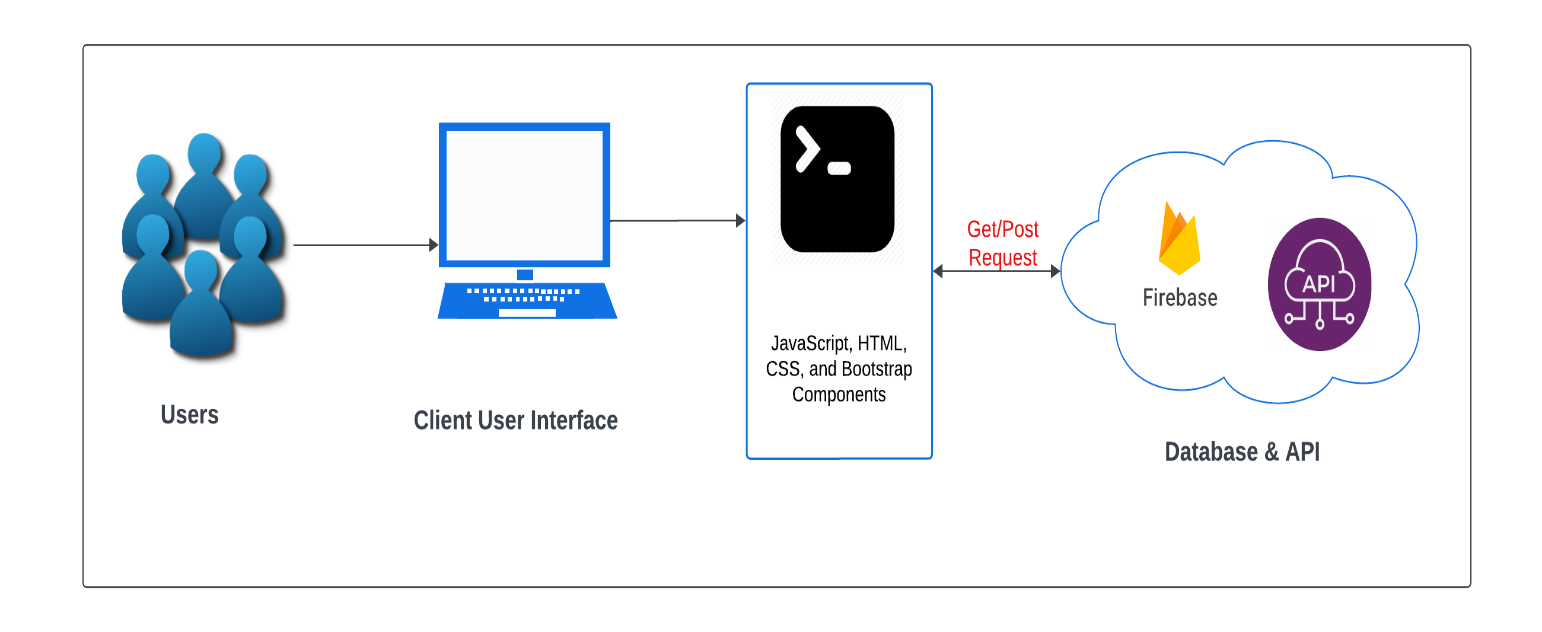 Get/Post
Request
API
Firebase
JavaScript, HTML,
CSS, and Bootstrap
Components
Users
Client User Interface
Database & API